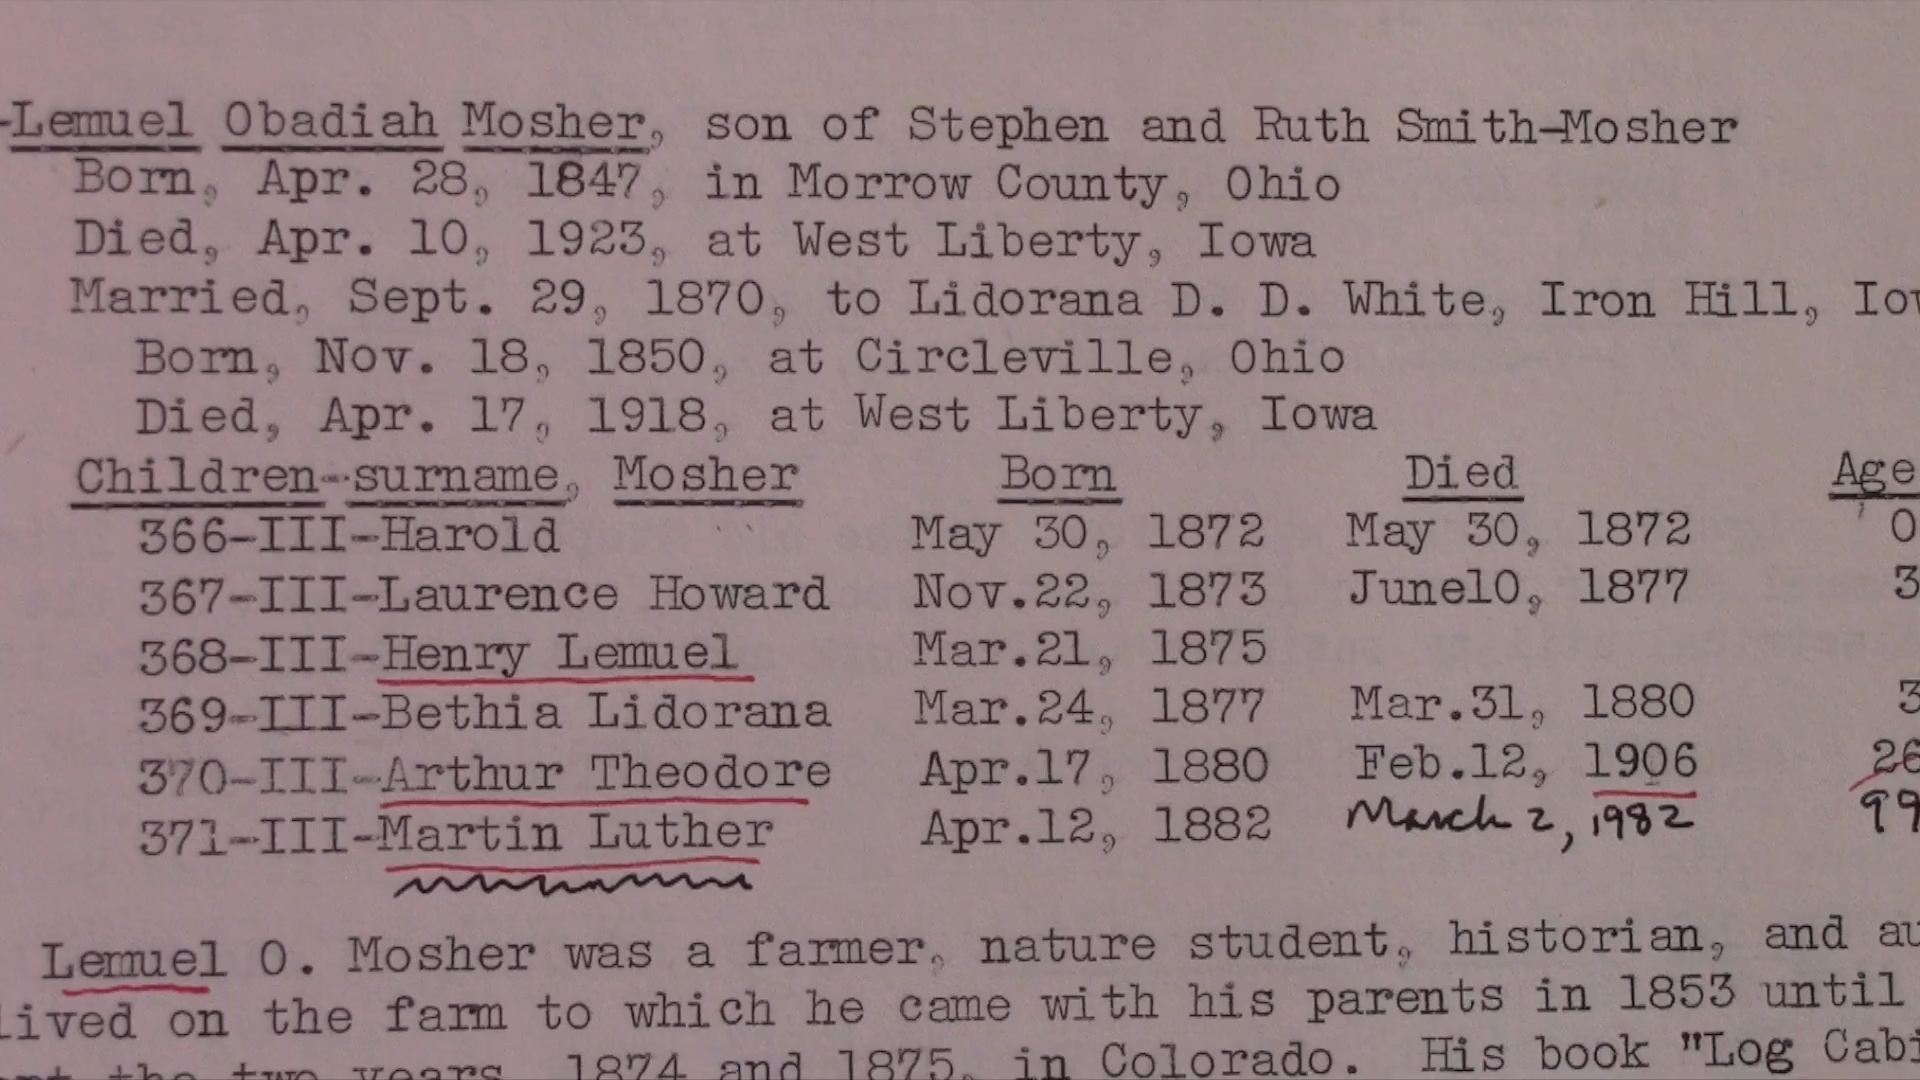 -Lemuel Obadiah Mosher, son of Stephen and Ruth Smith-Mosher
Born, Apr. 28, 1847, in Morrow County, Ohio
Died, Apr. 10, 1923, at West Liberty, Iowa
Married, Sept. 29, 1870, to Lidorana D. D. White, Iron Hill, Iow
Born, Nov. 18, 1850, at Circleville, Ohio
Died, Apr. 17, 1918, at West Liberty, Iowa
Children-surname, Mosher Born Died Age
366-III-Harold May 30, 1872 May 30, 1872 0
367-III-Laurence Howard Nov.22, 1873 June10, 1877 3
368-III-Henry Lemuel Mar.21, 1875
369-III-Bethia Lidorana Mar.24, 1877 Mar.31, 1880 3
370-III-Arthur Theodore Apr.17, 1880 Feb.12, 1906 26
371-III-Martin Luther Apr.12, 1882 March 2, 1982 99
Lemuel O. Mosher was a farmer, nature student, historian, and au
lived on the farm to which he came with his parents in 1853 until
the two years, 1874 and 1875, in Colorado. His book "Log Cabi